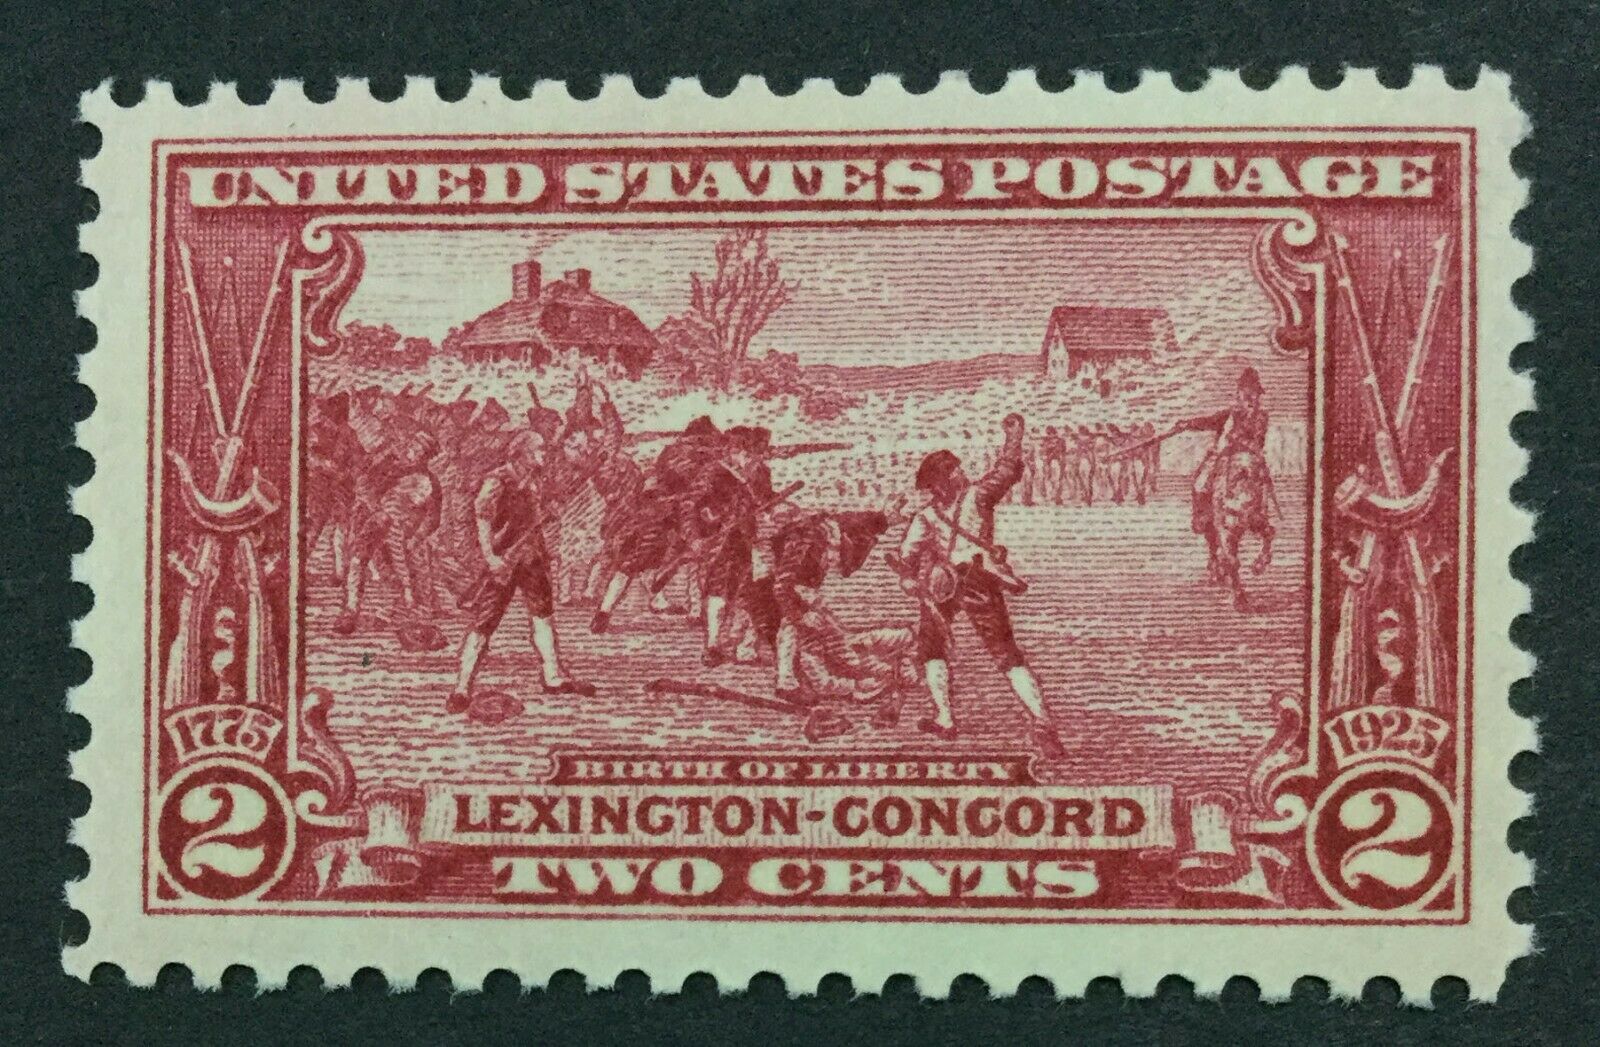 UNITED STATES POSTAGE
1775 1925
BIRTH OF LIBERTY
LEXINGTON-CONCORD
2 TWO CENTS 2